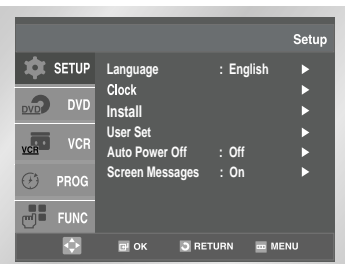 Setup
SETUP
Language : English ►
Clock ►
Install ►
User Set ►
Auto Power Off : Off ►
Screen Messages : On ►
DVD DVD
VCR VCR
PROG
FUNC
OK RETURN MENU